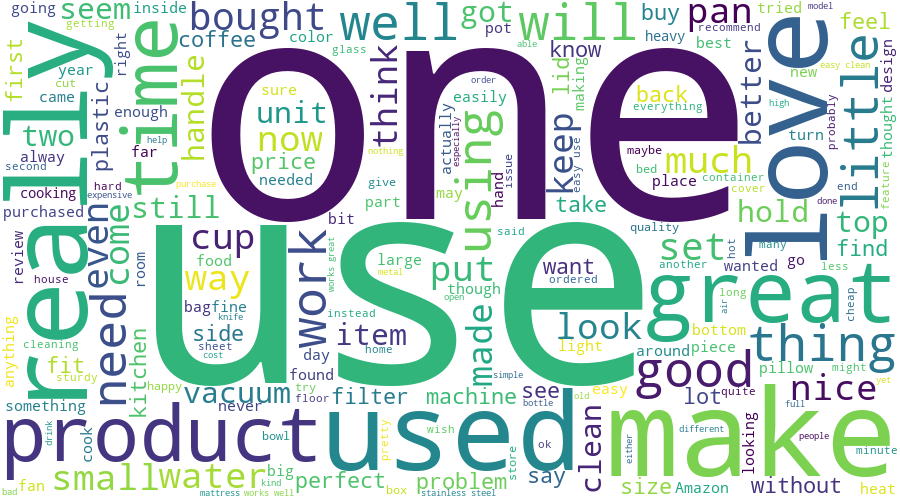 going
seem
inside
bought
well
got
will
buy
pan
tried
model
getting
coffee
color
pot
able
know
heavy
best
recommend
feel
first
year
cut
right
time
handle
glass
think
lid
making
better
new
easy clean
design
really
came
plastic
enough
sure
unit
now
price
needed
order
easily
actually
especially
back
everything
love
high
probably
little
thought
two
alway
second
help
far
one
using
keep
easy use
maybe
much
bed
place
container
cover
turn
end
feature
cooking
hard
expensive
purchase
nothing
give
part
may
hand
issue
take
hold
done
top
purchased
even
come
still
bit
said
quality
set
wanted
hot
many
go
less
find
review
house
room
cup
work
works great
use
large
metal
though
put
open
want
ordered
look
another
great
long
air
cheap
need
food
way
bag
fine
knife
side
sheet
cost
instead
item
home
day
found
made
simple
light
around
bottom
piece
thing
anything
cleaning
fit
sturdy
kitchen
happy
vacuum
try
floor
filter
machine
see
bottle
old
easy
good
lot
quite
pillow
might
yet
nice
something
never
product
used
make
full
drink
cook
bowl
pretty
wish
store
ok
clean
either
different
looking
people
minute
bad
fan
small
water
big
kind
perfect
box
problem
say
size
Amazon
without
heat
mattress
works well
stainless steel